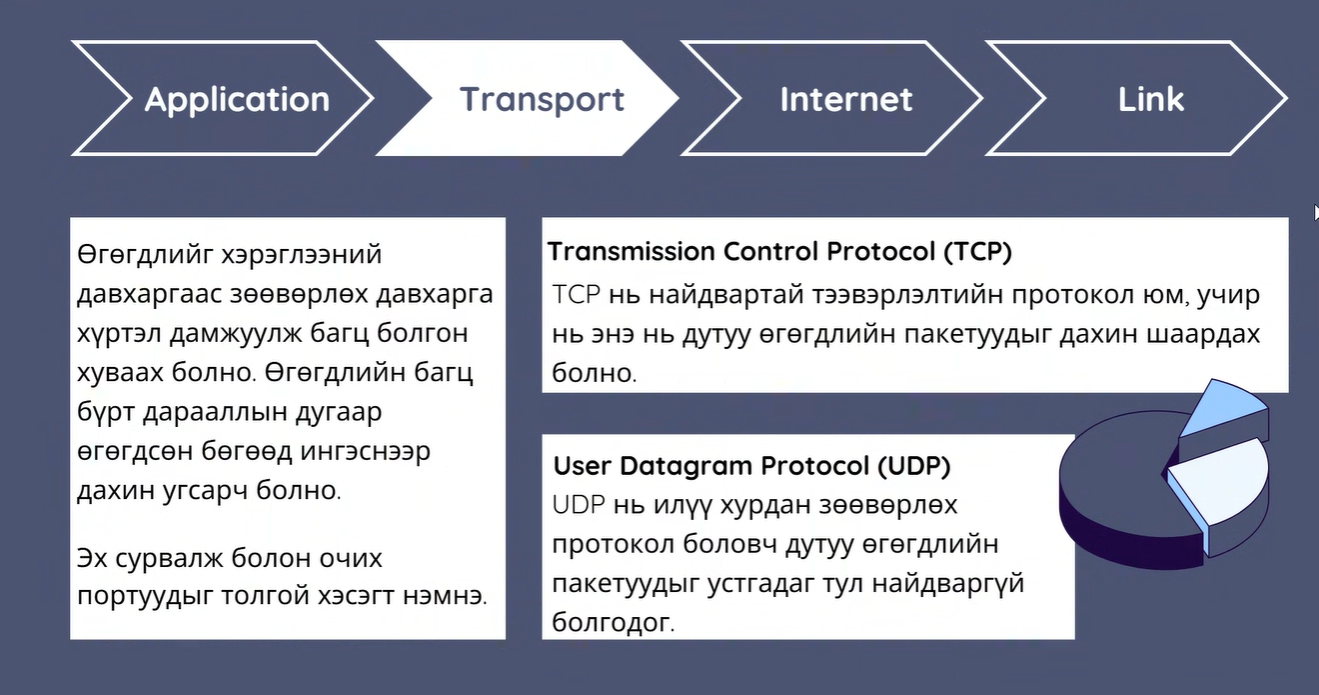 Application
Transport
Internet
Link
Өгөгдлийг хэрэглээний
давхаргаас зөөвөрлөх давхарга
хүртэл дамжуулж багц болгон
хуваах болно. Өгөгдлийн багц
бүрт дарааллын дугаар
өгөгдсөн бөгөөд ингэснээр
дахин угсарч болно.
Эх сурвалж болон очих
портуудыг толгой хэсэгт нэмнэ.
Transmission Control Protocol (TCP)
TCP нь найдвартай тээвэрлэлтийн протокол юм, учир
нь энэ нь дутуу өгөгдлийн пакетуудыг дахин шаардах
болно.
User Datagram Protocol (UDP)
UDP нь илүү хурдан зөөвөрлөх
протокол боловч дутуу өгөгдлийн
пакетуудыг устгадаг тул найдваргүй
болгодог.